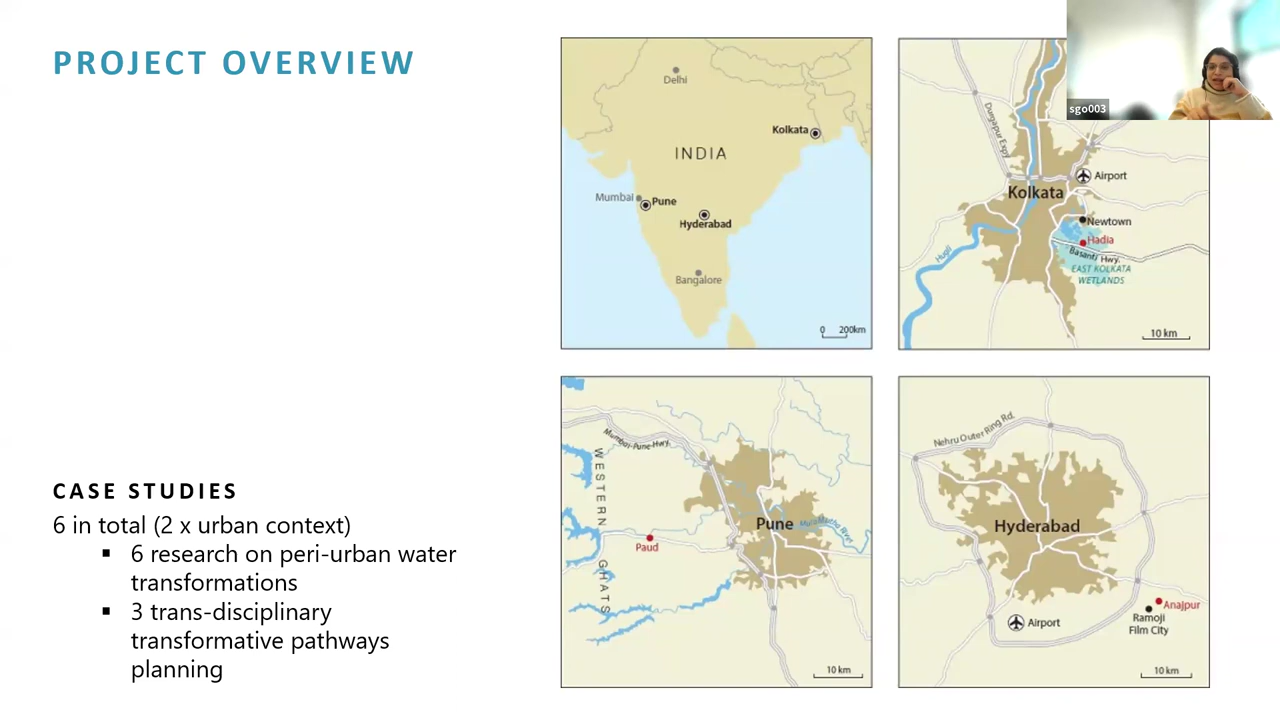 PROJECT OVERVIEW
CASE STUDIES
6 in total (2 x urban context)
▪ 6 research on peri-urban water
transformations
▪ 3 trans-disciplinary
transformative pathways
planning
Delhi
Kolkata
INDIA
Mumbai
Pune
Hyderabad
Bangalore
0 200km
sgo003
Durgapur Expy
Airport
Kolkata
Newtown
Hadia
Basanti Hwy.
Hugli
EAST KOLKATA
WETLANDS
10 km
Mumbai-Pune-Hwy.
WESTERN GHATS
Pune
Paud
10 km
Nehru Outer Ring Rd.
Hyderabad
Anajpur
Ramoji
Film City
Airport
10 km